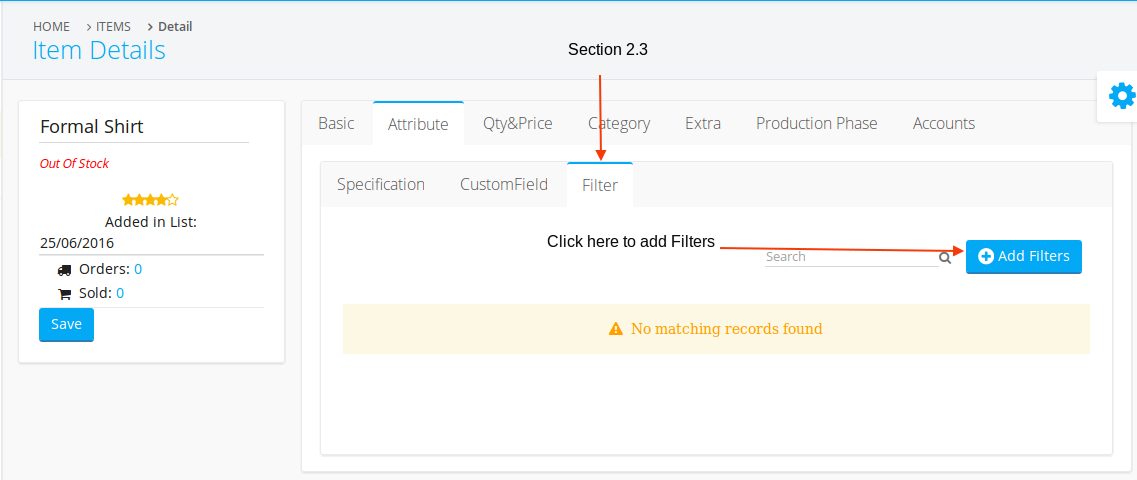 HOME > ITEMS > Detail
Item Details
Section 2.3
Formal Shirt
Out Of Stock
Added in List:
25/06/2016
Orders: 0
Sold: 0
Save
Basic Attribute Qty&Price Category Extra Production Phase Accounts
Specification CustomField Filter
Click here to add Filters
Search
Add Filters
No matching records found